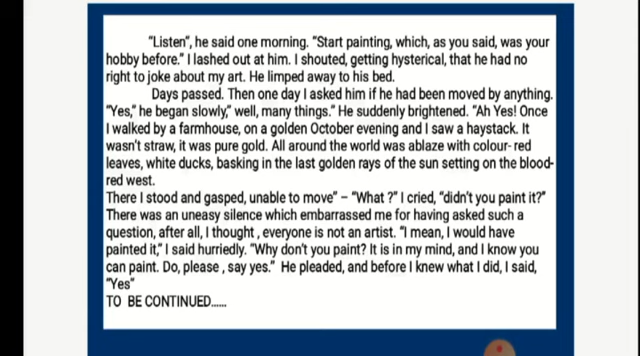 "Listen", he said one morning. "Start painting, which, as you said, was your
hobby before." I lashed out at him. I shouted, getting hysterical, that he had no
right to joke about my art. He limped away to his bed.
Days passed. Then one day I asked him if he had been moved by anything.
"Yes," he began slowly," well, many things." He suddenly brightened. "Ah Yes! Once
I walked by a farmhouse, on a golden October evening and I saw a haystack. It
wasn't straw, it was pure gold. All around the world was ablaze with colour- red
leaves, white ducks, basking in the last golden rays of the sun setting on the blood-
red west.
There I stood and gasped, unable to move" – "What ?" I cried, "didn't you paint it?"
There was an uneasy silence which embarrassed me for having asked such a
question, after all, I thought , everyone is not an artist. "I mean, I would have
painted it," I said hurriedly. "Why don't you paint? It is in my mind, and I know you
can paint. Do, please , say yes." He pleaded, and before I knew what I did, I said,
"Yes"
TO BE CONTINUED......